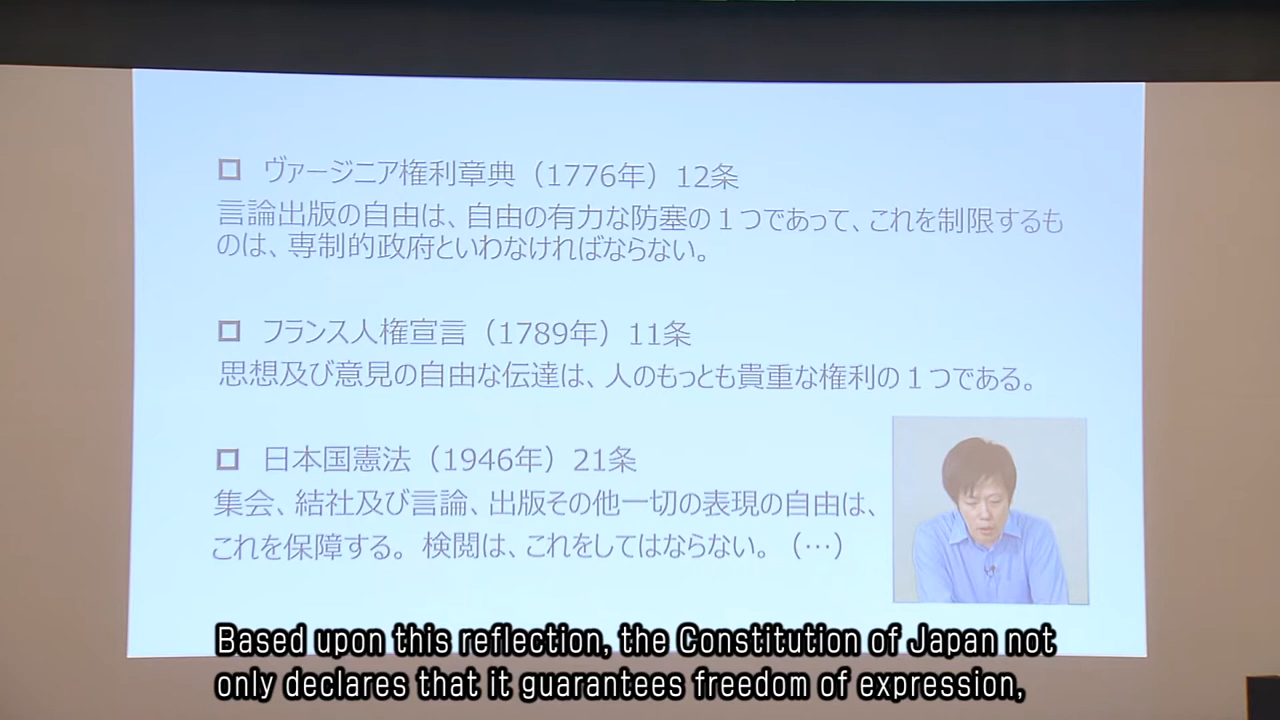 ヴァージニア権利章典（1776年）12条
言論出版の自由は、自由の有力な防塞の１つであって、これを制限するも
のは、専制的政府といわなければならない。
フランス人権宣言（1789年）11条
思想及び意見の自由な伝達は、人のもっとも貴重な権利の１つである。
日本国憲法（1946年）21条
集会、結社及び言論、出版その他一切の表現の自由は、
これを保障する。検閲は、これをしてはならない。（…）
Based upon this reflection, the Constitution of Japan not
only declares that it guarantees freedom of expression,